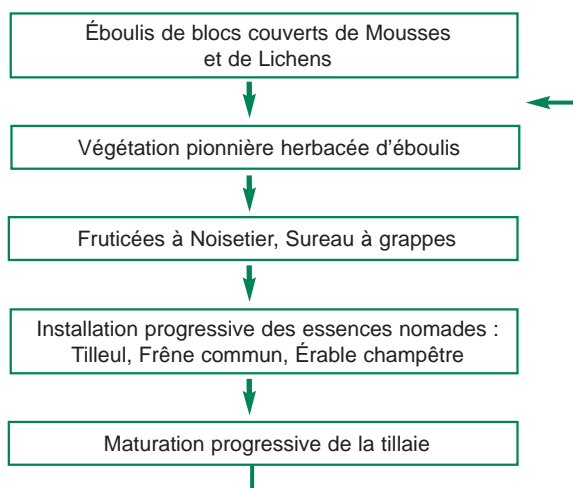 Éboulis de blocs couverts de Mousses
et de Lichens
Végétation pionnière herbacée d'éboulis
Fruticées à Noisetier, Sureau à grappes
Installation progressive des essences nomades :
Tilleul, Frêne commun, Érable champêtre
Maturation progressive de la tillaie